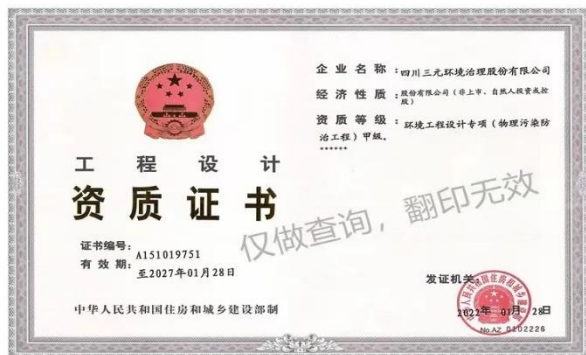 工程设计
资质证书
证书编号：A151019751
有效期：至2027年01月28日
中华人民共和国住房和城乡建设部制
企业名称：四川三元环境治理股份有限公司
经济性质：股份有限公司（非上市、自然人投资或控
股）
资质等级：环境工程设计专项（物理污染防
治工程）甲级。
******
仅做查询，翻印无效
发证机关：
2022年 01月 28日
No.AZ 0102226